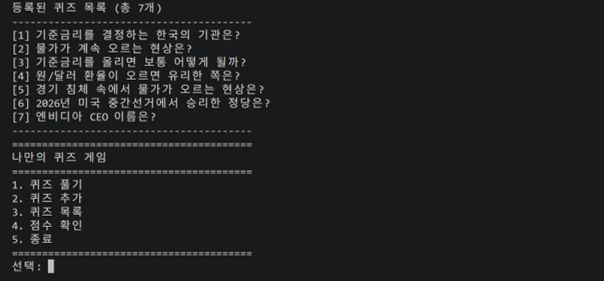 등록된 퀴즈 목록 (총 7개)
----------------------------------------
[1] 기준금리를 결정하는 한국의 기관은?
[2] 물가가 계속 오르는 현상은?
[3] 기준금리를 올리면 보통 어떻게 될까?
[4] 원/달러 환율이 오르면 유리한 쪽은?
[5] 경기 침체 속에서 물가가 오르는 현상은?
[6] 2026년 미국 중간선거에서 승리한 정당은?
[7] 엔비디아 CEO 이름은?
----------------------------------------
========================================
나만의 퀴즈 게임
========================================
1. 퀴즈 풀기
2. 퀴즈 추가
3. 퀴즈 목록
4. 점수 확인
5. 종료
========================================
선택: